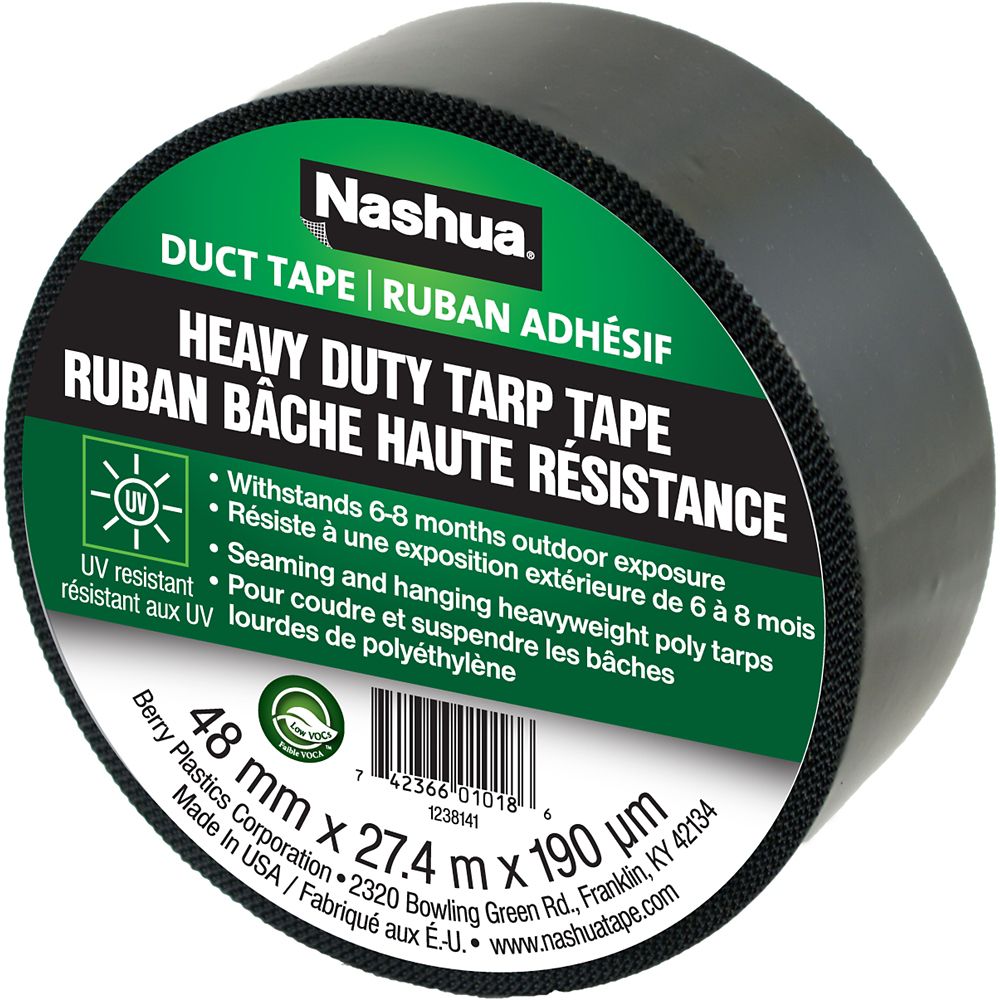 Nashua®
DUCT TAPE | RUBAN ADHÉSIF
HEAVY DUTY TARP TAPE
RUBAN BÂCHE HAUTE RÉSISTANCE
UV
UV resistant
résistant aux UV
• Withstands 6-8 months outdoor exposure
• Résiste à une exposition extérieure de 6 à 8 mois
• Seaming and hanging heavyweight poly tarps
• Pour coudre et suspendre les bâches
lourdes de polyéthylène
Low VOCs
Faible VOCA™
7 42366 01018 6
1238141
48 mm x 27.4 m x 190 µm
Berry Plastics Corporation • 2320 Bowling Green Rd., Franklin, KY 42134
Made In USA / Fabriqué aux É.-U. • www.nashuatape.com